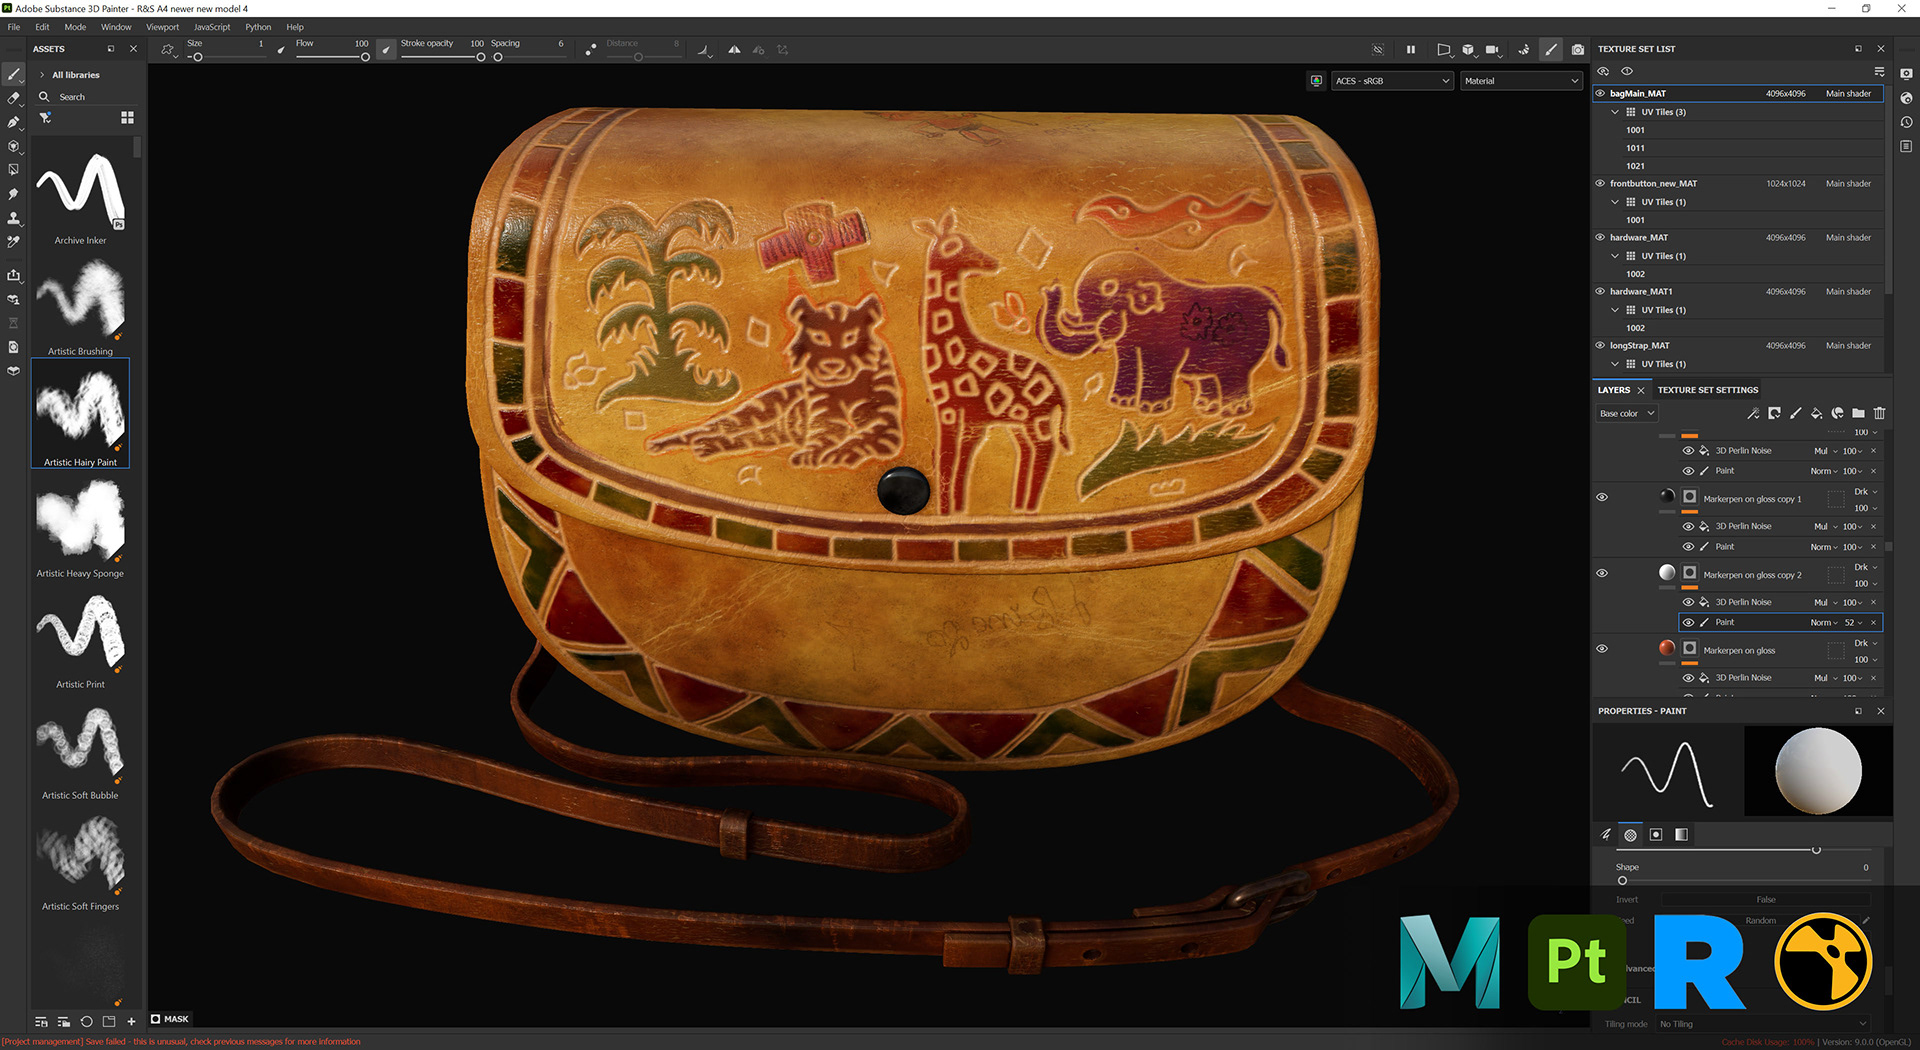 Adobe Substance 3D Painter - R&S A4 newer new model 4
File Edit Mode Window Viewport JavaScript Python Help
ASSETS
Size 1 Flow 100 Stroke opacity 100 Spacing 6 Distance 8
All libraries
Search
Archive Inker
Artistic Brushing
Artistic Hairy Paint
Artistic Heavy Sponge
Artistic Print
Artistic Soft Bubble
Artistic Soft Fingers
ACES - sRGB Material
MASK
TEXTURE SET LIST
bagMain_MAT 4096x4096 Main shader
UV Tiles (3)
1001
1011
1021
frontbutton_new_MAT 1024x1024 Main shader
UV Tiles (1)
1001
hardware_MAT 4096x4096 Main shader
UV Tiles (1)
1002
hardware_MAT1 4096x4096 Main shader
UV Tiles (1)
1002
longStrap_MAT 4096x4096 Main shader
UV Tiles (1)
LAYERS TEXTURE SET SETTINGS
Base color
100
3D Perlin Noise Mul 100
Paint Norm 100
Markerpen on gloss copy 1 Drk 100
3D Perlin Noise Mul 100
Paint Norm 100
Markerpen on gloss copy 2 Drk 100
3D Perlin Noise Mul 100
Paint Norm 52
Markerpen on gloss Drk 100
3D Perlin Noise Mul 100
PROPERTIES - PAINT
Shape 0
Invert False
Random
M Pt R
Tiling mode No Tiling
[Project management] Save failed - this is unusual, check previous messages for more information
Cache Disk Usage: 100% | Version: 9.0.0 (OpenGL)